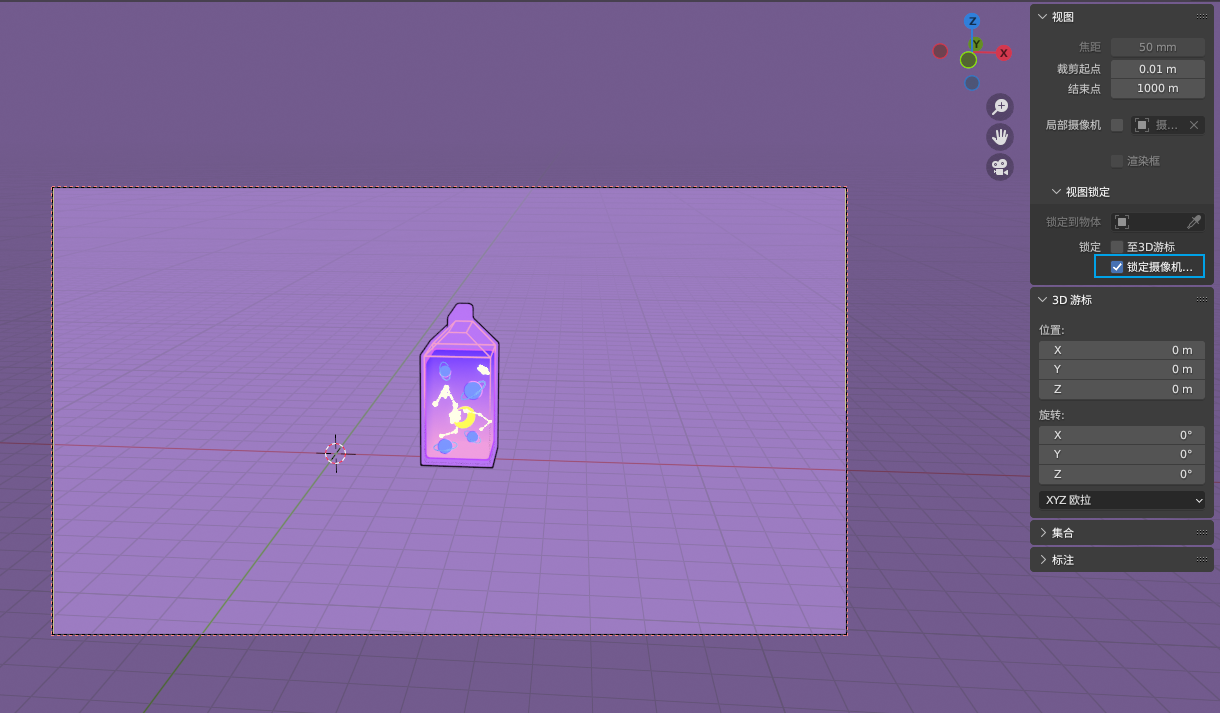 Z
Y
X
视图
焦距 50 mm
裁剪起点 0.01 m
结束点 1000 m
局部摄像机 摄...
渲染框
视图锁定
锁定到物体
锁定 至3D游标
锁定摄像机...
3D 游标
位置:
X 0 m
Y 0 m
Z 0 m
旋转:
X 0°
Y 0°
Z 0°
XYZ 欧拉
集合
标注